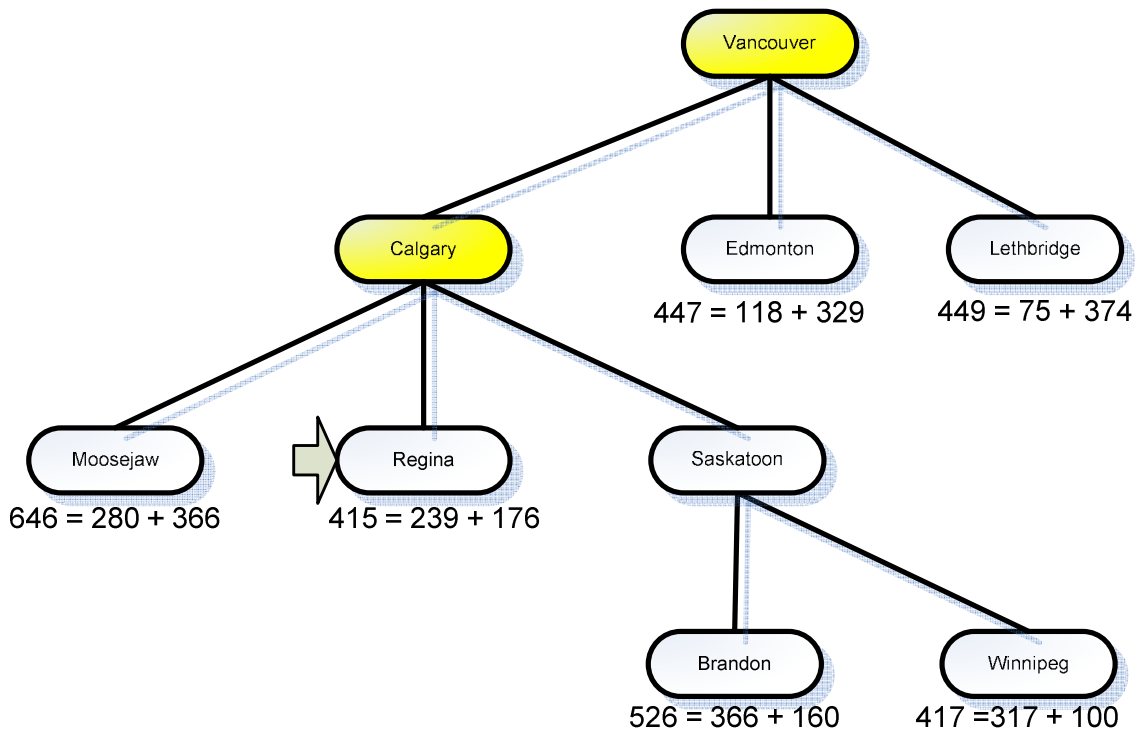 Vancouver
Calgary
Edmonton
Lethbridge
447 = 118 + 329
449 = 75 + 374
Moosejaw
Regina
Saskatoon
646 = 280 + 366
415 = 239 + 176
Brandon
Winnipeg
526 = 366 + 160
417 =317 + 100